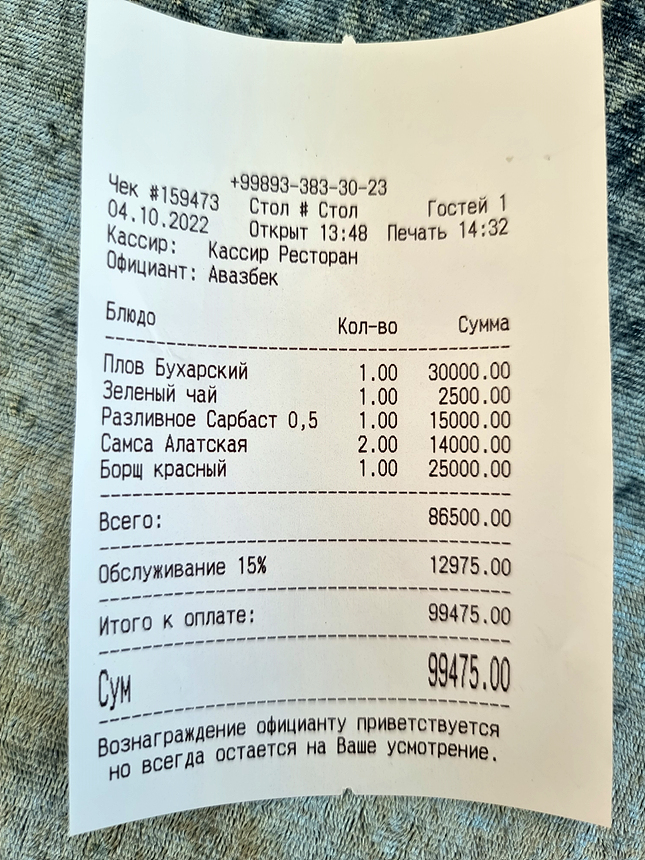 +99893-383-30-23
Чек #159473 Стол # Стол Гостей 1
04.10.2022 Открыт 13:48 Печать 14:32
Кассир: Кассир Ресторан
Официант: Авазбек
Блюдо Кол-во Сумма
Плов Бухарский 1.00 30000.00
Зеленый чай 1.00 2500.00
Разливное Сарбаст 0,5 1.00 15000.00
Самса Алатская 2.00 14000.00
Борщ красный 1.00 25000.00
Всего: 86500.00
Обслуживание 15% 12975.00
Итого к оплате: 99475.00
Сум 99475.00
Вознаграждение официанту приветствуется
но всегда остается на Ваше усмотрение.